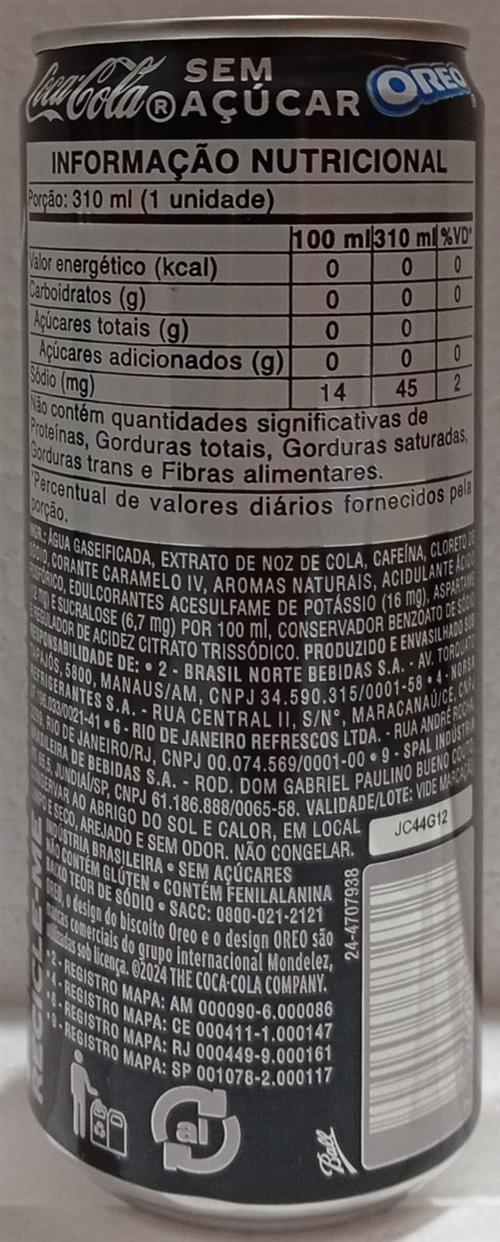 Coca-Cola® SEM AÇÚCAR OREO
INFORMAÇÃO NUTRICIONAL
Porção: 310 ml (1 unidade)
100 ml 310 ml %VD*
Valor energético (kcal) 0 0 0
Carboidratos (g) 0 0 0
Açúcares totais (g) 0 0
Açúcares adicionados (g) 0 0 0
Sódio (mg) 14 45 2
Não contém quantidades significativas de
Proteínas, Gorduras totais, Gorduras saturadas,
Gorduras trans e Fibras alimentares.
*Percentual de valores diários fornecidos pela
porção.
INGR.: ÁGUA GASEIFICADA, EXTRATO DE NOZ DE COLA, CAFEÍNA, CLORETO DE
SÓDIO, CORANTE CARAMELO IV, AROMAS NATURAIS, ACIDULANTE ÁCIDO
FOSFÓRICO, EDULCORANTES ACESULFAME DE POTÁSSIO (16 mg), ASPARTAME
(12 mg) E SUCRALOSE (6,7 mg) POR 100 ml, CONSERVADOR BENZOATO DE SÓDIO
E REGULADOR DE ACIDEZ CITRATO TRISSÓDICO. PRODUZIDO E ENVASILHADO SOB
RESPONSABILIDADE DE: • 2 - BRASIL NORTE BEBIDAS S.A. - AV. TORQUATO
TAPAJÓS, 5800, MANAUS/AM, CNPJ 34.590.315/0001-58 • 4 - NORSA
REFRIGERANTES S.A. - RUA CENTRAL II, S/N°, MARACANAÚ/CE, CNPJ
033/0021-41 • 6 - RIO DE JANEIRO REFRESCOS LTDA. - RUA ANDRÉ ROCHA,
RIO DE JANEIRO/RJ, CNPJ 00.074.569/0001-00 • 9 - SPAL INDÚSTRIA
BRASILEIRA DE BEBIDAS S.A. - ROD. DOM GABRIEL PAULINO BUENO COUTO,
JUNDIAÍ/SP, CNPJ 61.186.888/0065-58. VALIDADE/LOTE: VIDE MARCAÇÃO
CONSERVAR AO ABRIGO DO SOL E CALOR, EM LOCAL
E SECO, AREJADO E SEM ODOR. NÃO CONGELAR.
INDÚSTRIA BRASILEIRA • SEM AÇÚCARES
NÃO CONTÉM GLÚTEN • CONTÉM FENILALANINA
BAIXO TEOR DE SÓDIO • SACC: 0800-021-2121
OREO, o design do biscoito Oreo e o design OREO são
marcas comerciais do grupo internacional Mondelez,
utilizadas sob licença. ©2024 THE COCA-COLA COMPANY.
• 2 - REGISTRO MAPA: AM 000090-6.000086
• 4 - REGISTRO MAPA: CE 000411-1.000147
• 6 - REGISTRO MAPA: RJ 000449-9.000161
• 9 - REGISTRO MAPA: SP 001078-2.000117
JC44G12
24-4707938
RECICLE-ME
al
Ball